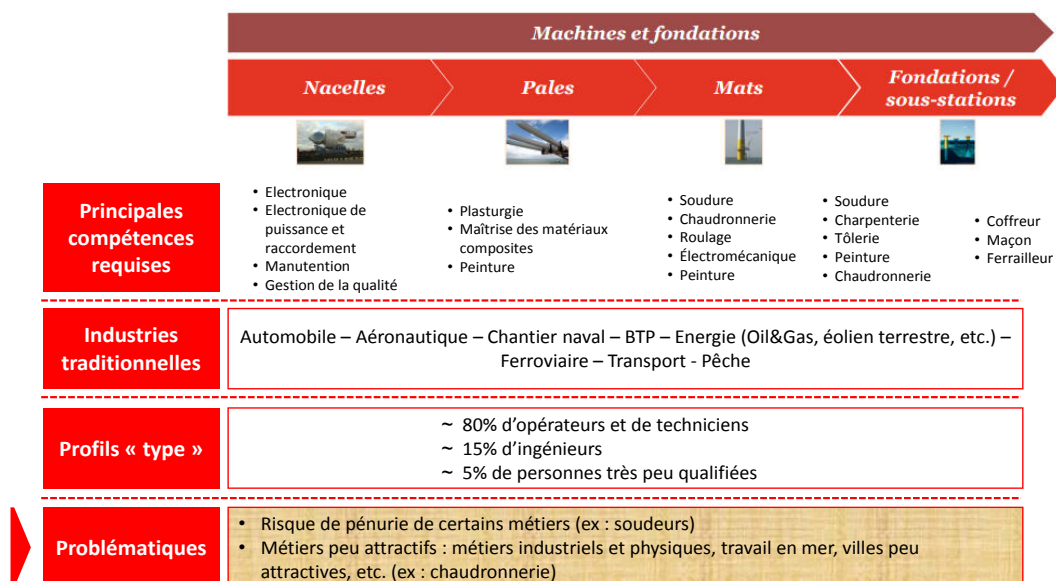 Machines et fondations
Nacelles
Pales
Mats
Fondations /
sous-stations
Principales
compétences
requises
• Electronique
• Electronique de
puissance et
raccordement
• Manutention
• Gestion de la qualité
• Plasturgie
• Maîtrise des matériaux
composites
• Peinture
• Soudure
• Chaudronnerie
• Roulage
• Électromécanique
• Peinture
• Soudure
• Charpenterie
• Tôlerie
• Peinture
• Chaudronnerie
• Coffreur
• Maçon
• Ferrailleur
Industries
traditionnelles
Automobile – Aéronautique – Chantier naval – BTP – Energie (Oil&Gas, éolien terrestre, etc.) –
Ferroviaire – Transport - Pêche
Profils « type »
~ 80% d'opérateurs et de techniciens
~ 15% d'ingénieurs
~ 5% de personnes très peu qualifiées
Problématiques
• Risque de pénurie de certains métiers (ex : soudeurs)
• Métiers peu attractifs : métiers industriels et physiques, travail en mer, villes peu
attractives, etc. (ex : chaudronnerie)